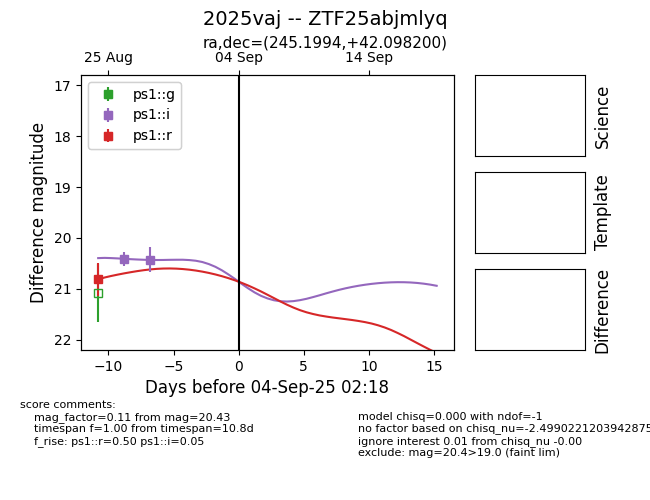 2025vaj -- ZTF25abjmlyq
ra,dec=(245.1994,+42.098200)
25 Aug 04 Sep 14 Sep
17
18
19
20
21
22
Difference magnitude
ps1::g
ps1::i
ps1::r
−10 −5 0 5 10 15
Days before 04-Sep-25 02:18
Science
Template
Difference
score comments:
mag_factor=0.11 from mag=20.43
timespan f=1.00 from timespan=10.8d
f_rise: ps1::r=0.50 ps1::i=0.05
model chisq=0.000 with ndof=-1
no factor based on chisq_nu=-2.4990221203942875
ignore interest 0.01 from chisq_nu -0.00
exclude: mag=20.4>19.0 (faint lim)